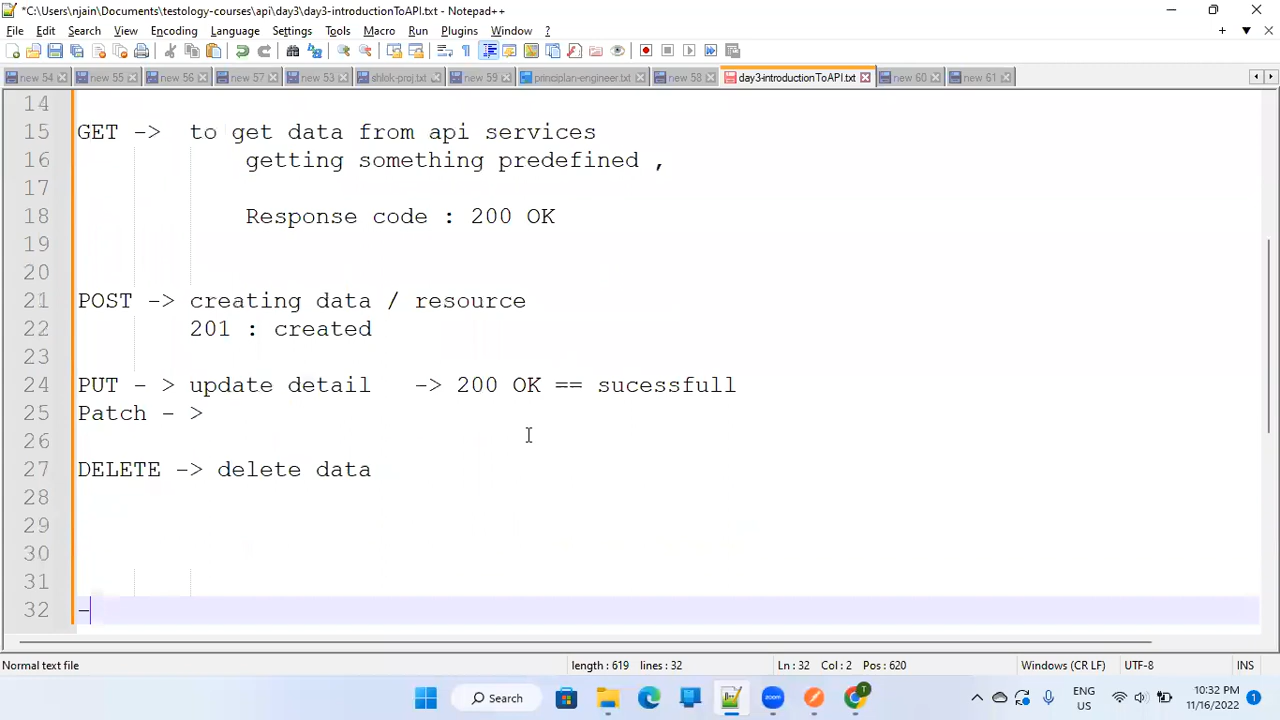 *C:\Users\njain\Documents\testology-courses\api\day3\day3-introductionToAPI.txt - Notepad++
File Edit Search View Encoding Language Settings Tools Macro Run Plugins Window ?
new 54 new 55 new 56 new 57 new 53 ahlok-proj.txt new 59 principlan-engineer.txt new 58 day3-introductionToAPI.txt new 60 new 61
14
15 GET -> to get data from api services
16 getting something predefined ,
17
18 Response code : 200 OK
19
20
21 POST -> creating data / resource
22 201 : created
23
24 PUT - > update detail -> 200 OK == sucessfull
25 Patch - >
26
27 DELETE -> delete data
28
29
30
31
32 -
Normal text file length : 619 lines : 32 Ln : 32 Col : 2 Pos : 620 Windows (CR LF) UTF-8 INS
Search ENG US 10:32 PM 11/16/2022 1